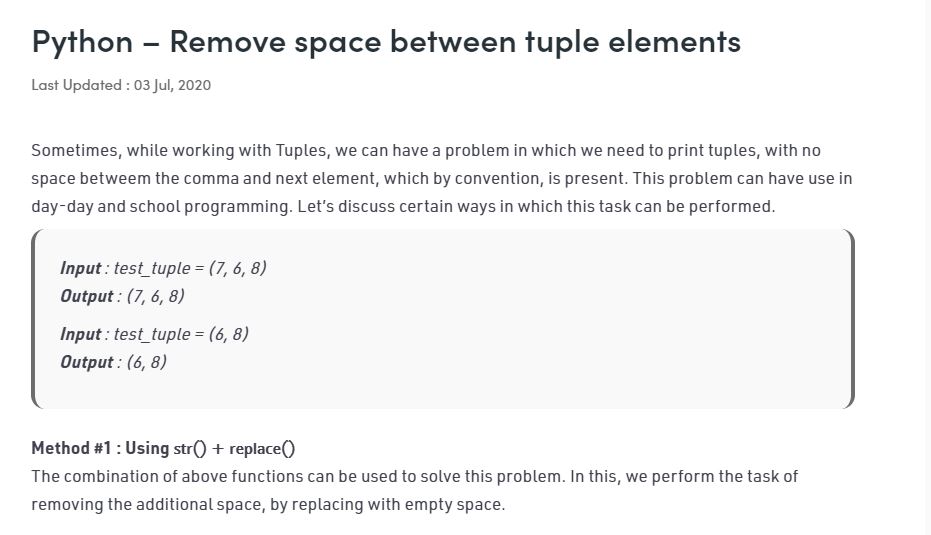 Python – Remove space between tuple elements
Last Updated : 03 Jul, 2020
Sometimes, while working with Tuples, we can have a problem in which we need to print tuples, with no
space betweem the comma and next element, which by convention, is present. This problem can have use in
day-day and school programming. Let’s discuss certain ways in which this task can be performed.
Input : test_tuple = (7, 6, 8)
Output : (7, 6, 8)
Input : test_tuple = (6, 8)
Output : (6, 8)
Method #1 : Using str() + replace()
The combination of above functions can be used to solve this problem. In this, we perform the task of
removing the additional space, by replacing with empty space.